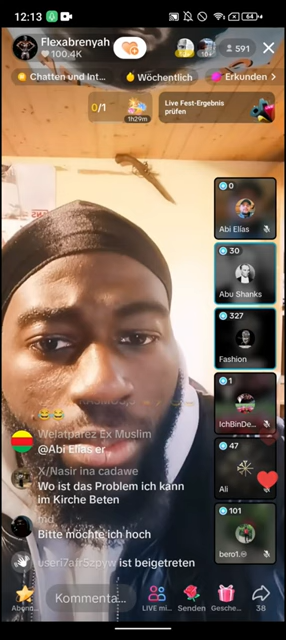 12:13
64
Flexabrenyah
100.4K
591
Chatten und Int...
Wöchentlich
Erkunden >
0/1
1h29m
Live Fest-Ergebnis
prüfen
0
Abi Elias
30
Abu Shanks
327
Fashion
1
IchBinDe...
47
Ali
101
bero1.
Welatparez Ex Muslim
@Abi Elias er
X/Nasir ina cadawe
Wo ist das Problem ich kann
im Kirche Beten
md
Bitte möchte ich hoch
ist beigetreten
Abonn...
Kommenta...
LIVE mi...
Senden
Gesche...
38